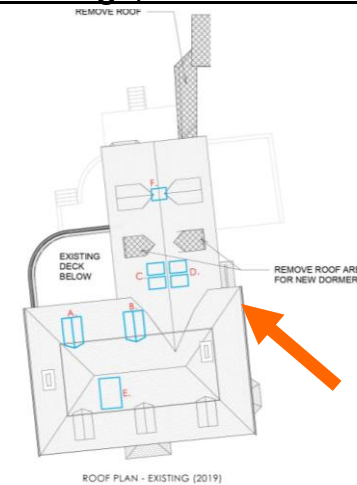 REMOVE ROOF
F.
EXISTING
DECK
BELOW
C.
D.
REMOVE ROOF ARE
FOR NEW DORMER
A.
B.
E.
ROOF PLAN - EXISTING (2019)